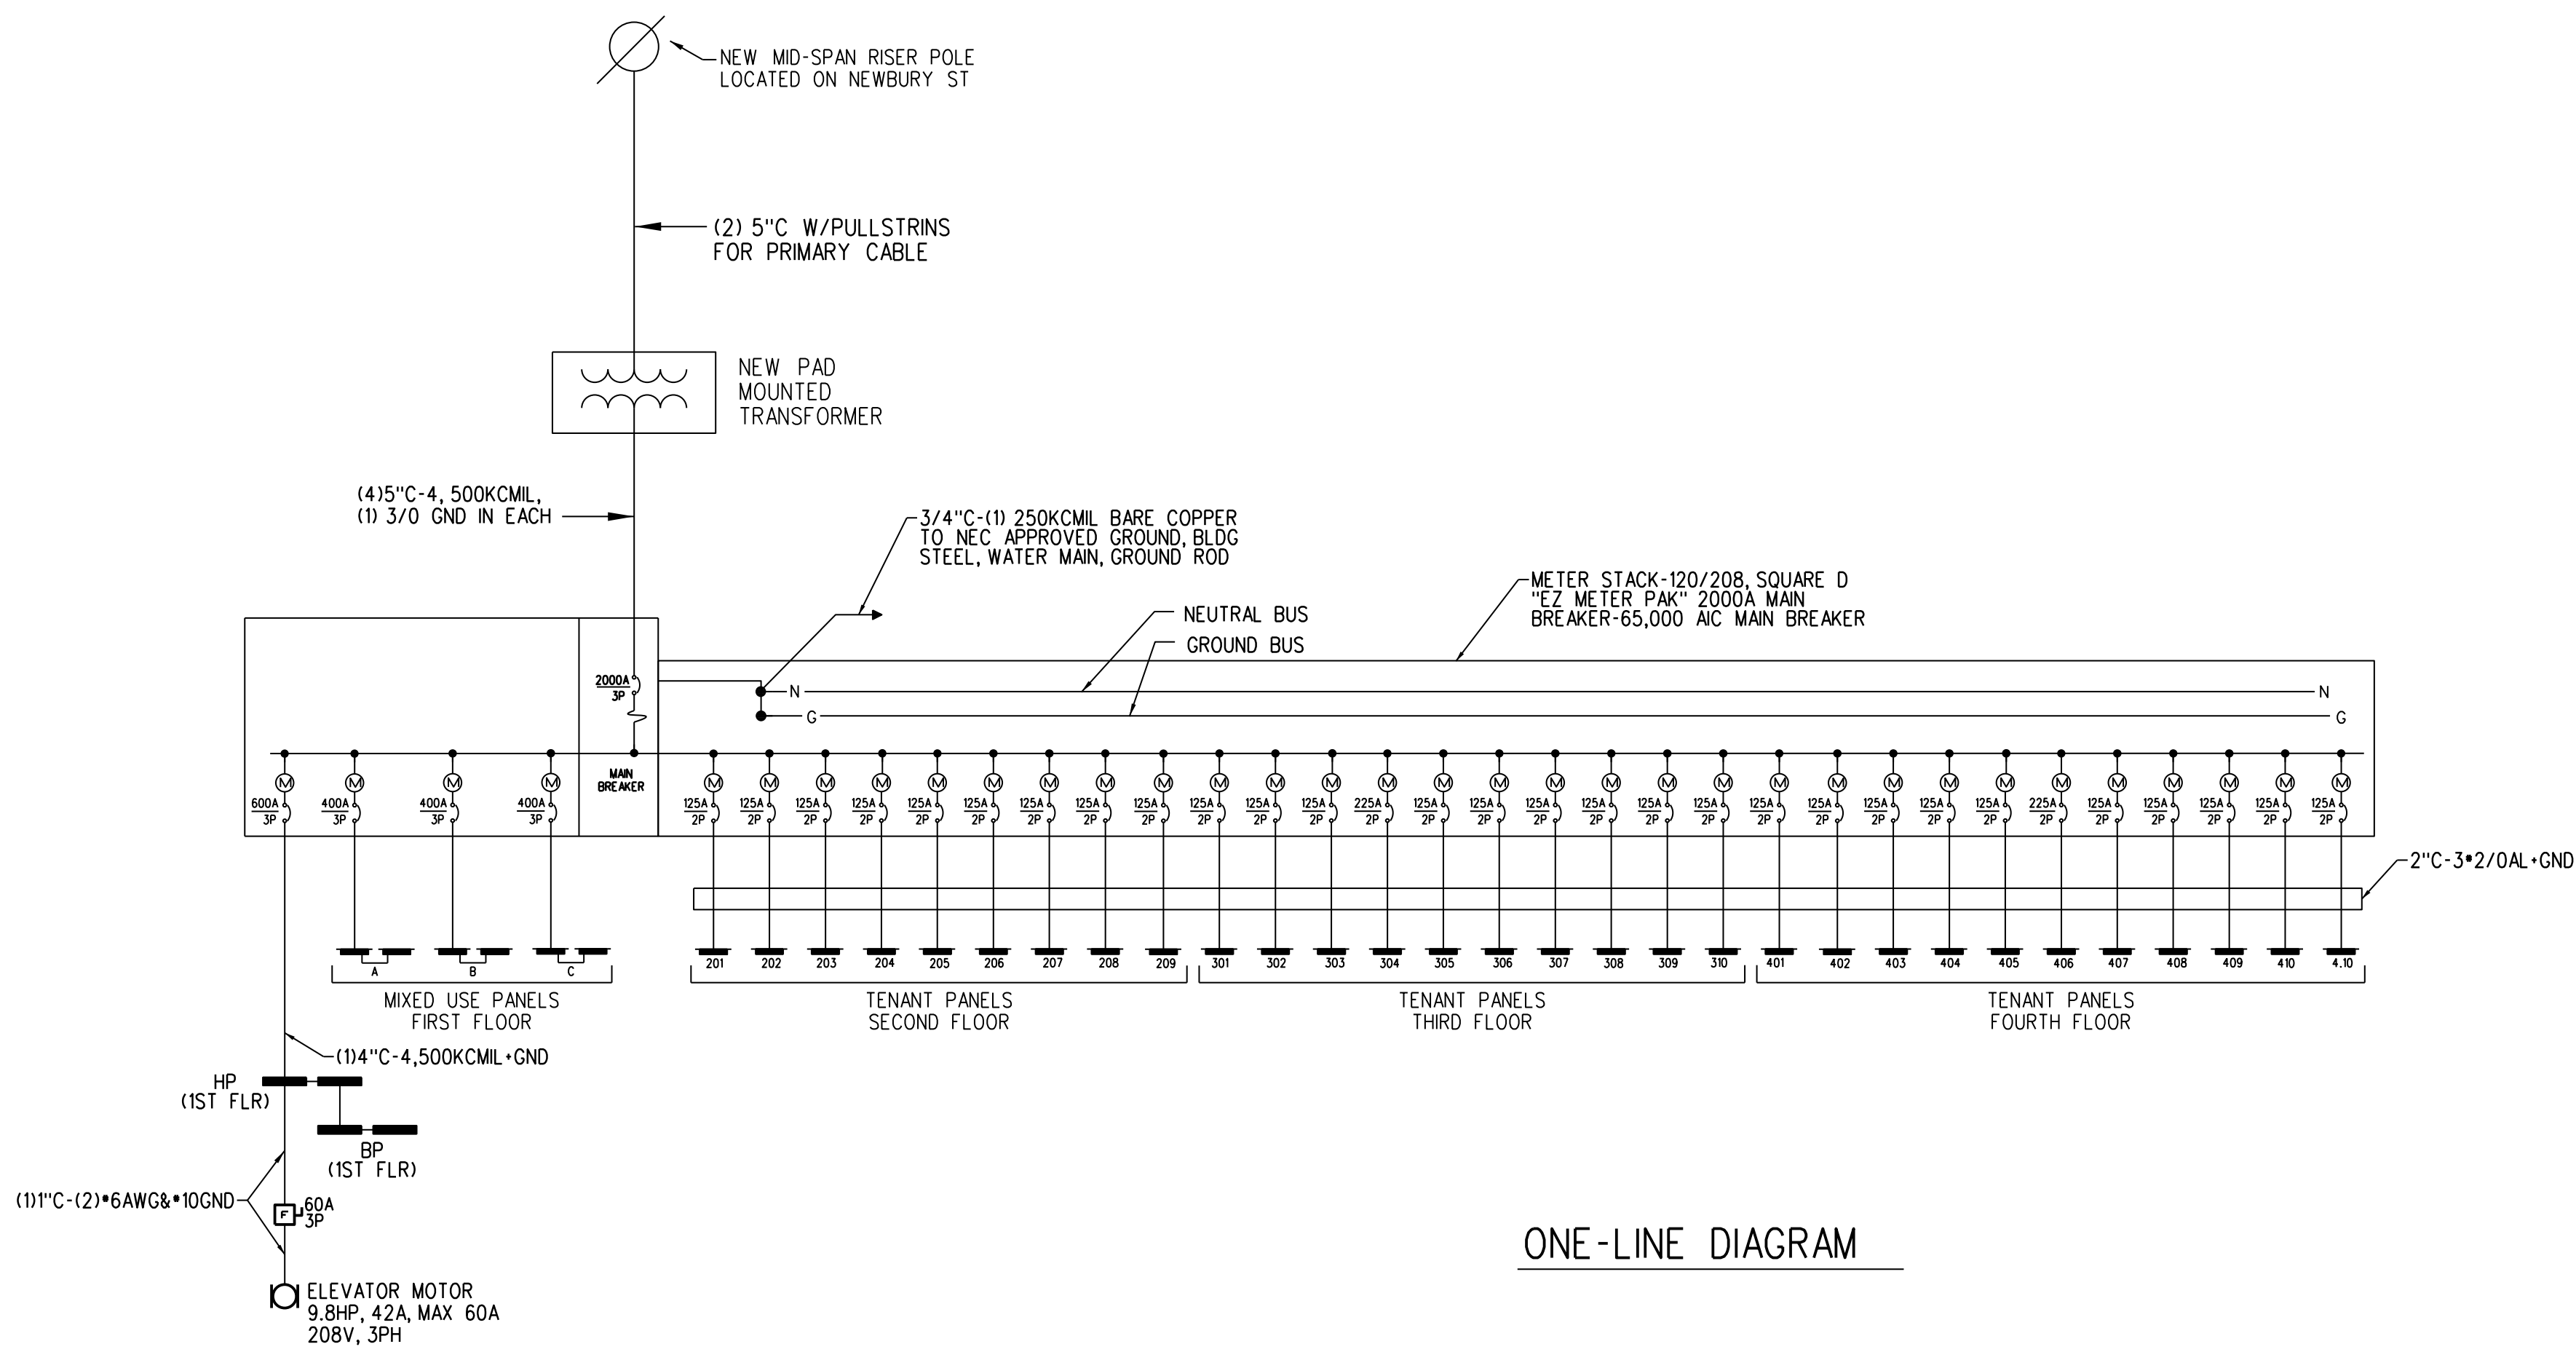 NEW MID-SPAN RISER POLE
LOCATED ON NEWBURY ST
(2) 5"C W/PULLSTRINS
FOR PRIMARY CABLE
NEW PAD
MOUNTED
TRANSFORMER
(4)5"C-4, 500KCMIL,
(1) 3/0 GND IN EACH
3/4"C-(1) 250KCMIL BARE COPPER
TO NEC APPROVED GROUND, BLDG
STEEL, WATER MAIN, GROUND ROD
METER STACK-120/208, SQUARE D
"EZ METER PAK" 2000A MAIN
BREAKER-65,000 AIC MAIN BREAKER
NEUTRAL BUS
GROUND BUS
2000A
3P
N N
G G
MAIN
BREAKER
M M M M M M M M M M M M M M M M M M M M M M M M M M M M M M M M M M
600A 400A 400A 400A 125A 125A 125A 125A 125A 125A 125A 125A 125A 125A 125A 125A 225A 125A 125A 125A 125A 125A 125A 125A 125A 125A 125A 125A 225A 125A 125A 125A 125A 125A
3P 3P 3P 3P 2P 2P 2P 2P 2P 2P 2P 2P 2P 2P 2P 2P 2P 2P 2P 2P 2P 2P 2P 2P 2P 2P 2P 2P 2P 2P 2P 2P 2P 2P
2"C-3*2/0AL+GND
A B C 201 202 203 204 205 206 207 208 209 301 302 303 304 305 306 307 308 309 310 401 402 403 404 405 406 407 408 409 410 4.10
MIXED USE PANELS
FIRST FLOOR
TENANT PANELS
SECOND FLOOR
TENANT PANELS
THIRD FLOOR
TENANT PANELS
FOURTH FLOOR
(1)4"C-4,500KCMIL+GND
HP
(1ST FLR)
BP
(1ST FLR)
(1)1"C-(2)*6AWG&*10GND
F
60A
3P
ELEVATOR MOTOR
9.8HP, 42A, MAX 60A
208V, 3PH
ONE-LINE DIAGRAM